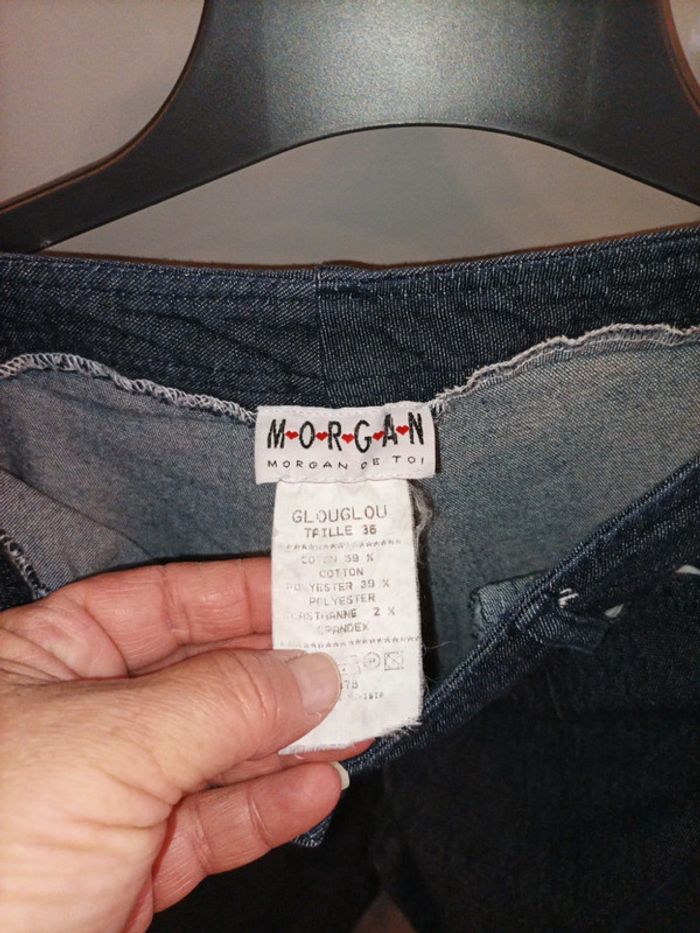 M♥O♥R♥G♥A♥N
MORGAN DE TOI
GLOUGLOU
TAILLE 36
COTON 59 %
COTTON
POLYESTER 39 %
POLYESTER
ELASTHANNE 2 %
SPANDEX